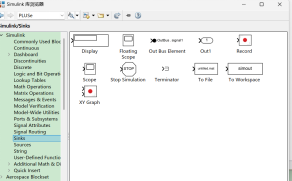 Simulink 库浏览器
PLUse
Simulink/Sinks
Simulink
Commonly Used Bloc
Continuous
Dashboard
Discontinuities
Discrete
Logic and Bit Operati
Lookup Tables
Math Operations
Matrix Operations
Messages & Events
Model Verification
Model-Wide Utilities
Ports & Subsystems
Signal Attributes
Signal Routing
Sinks
Sources
String
User-Defined Functio
Additional Math & Di
Quick Insert
Aerospace Blockset
Display
Floating
Scope
Out Bus Element
Out1
Record
Scope
STOP
Stop Simulation
Terminator
untitled.mat
To File
simout
To Workspace
XY Graph